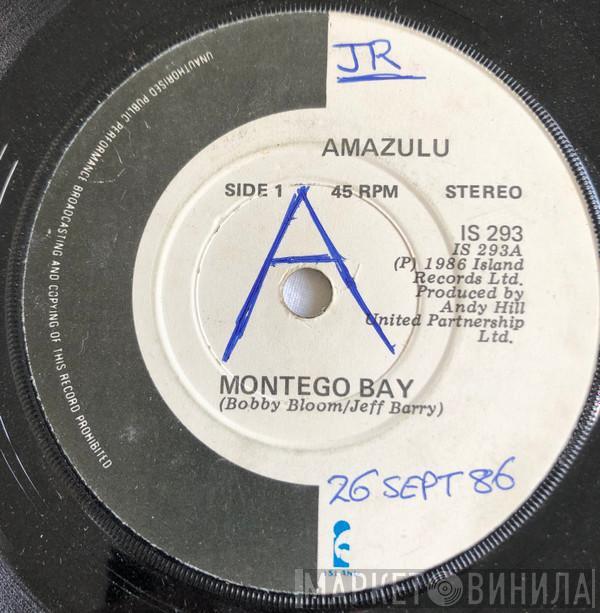 JR
AMAZULU
SIDE 1 45 RPM STEREO
A
IS 293
IS 293A
(P) 1986 Island
Records Ltd.
Produced by
Andy Hill
United Partnership
Ltd.
MONTEGO BAY
(Bobby Bloom/Jeff Barry)
26 SEPT 86
ISLAND
UNAUTHORISED PUBLIC PERFORMANCE BROADCASTING AND COPYING OF THIS RECORD PROHIBITED
МАРКЕТ ВИНИЛА